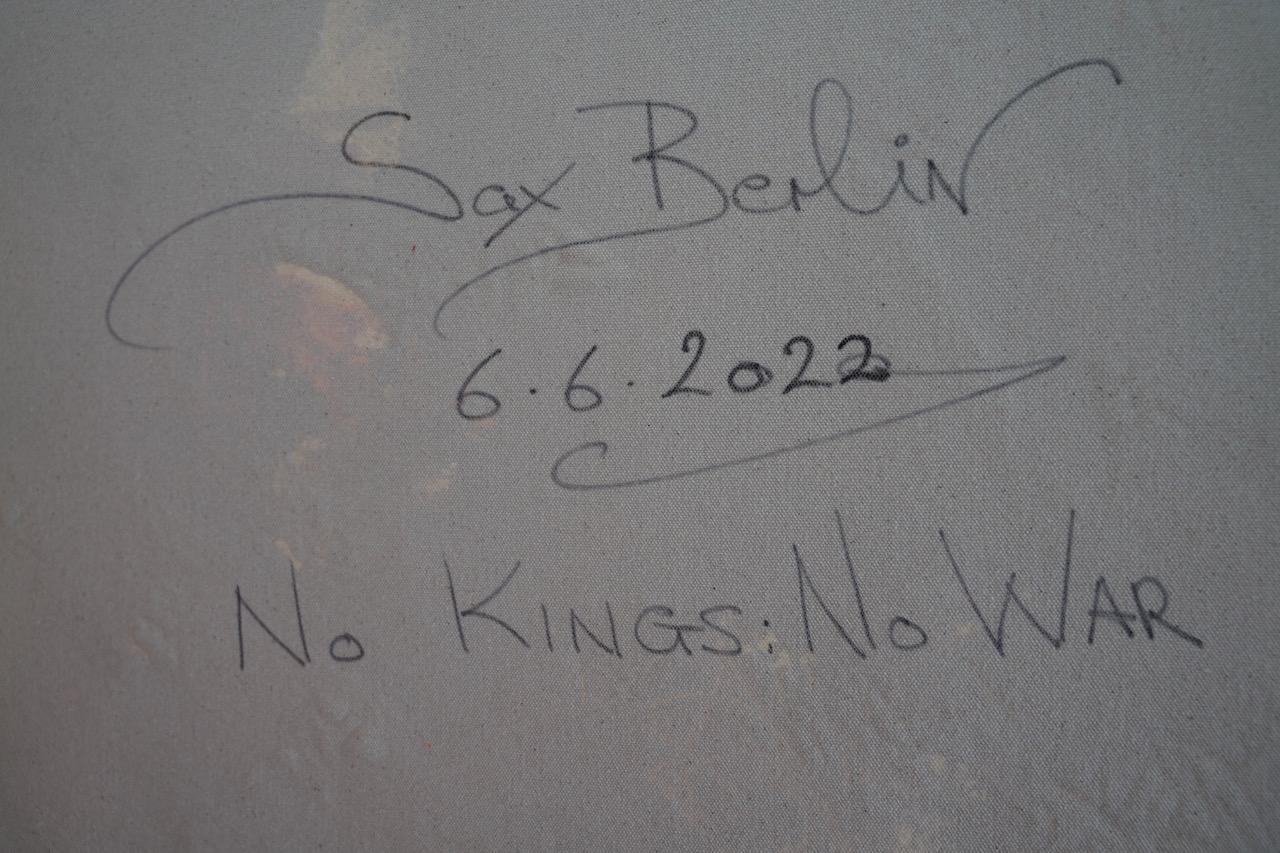 Sax Berlin
6.6.2022
No KINGS: No WAR